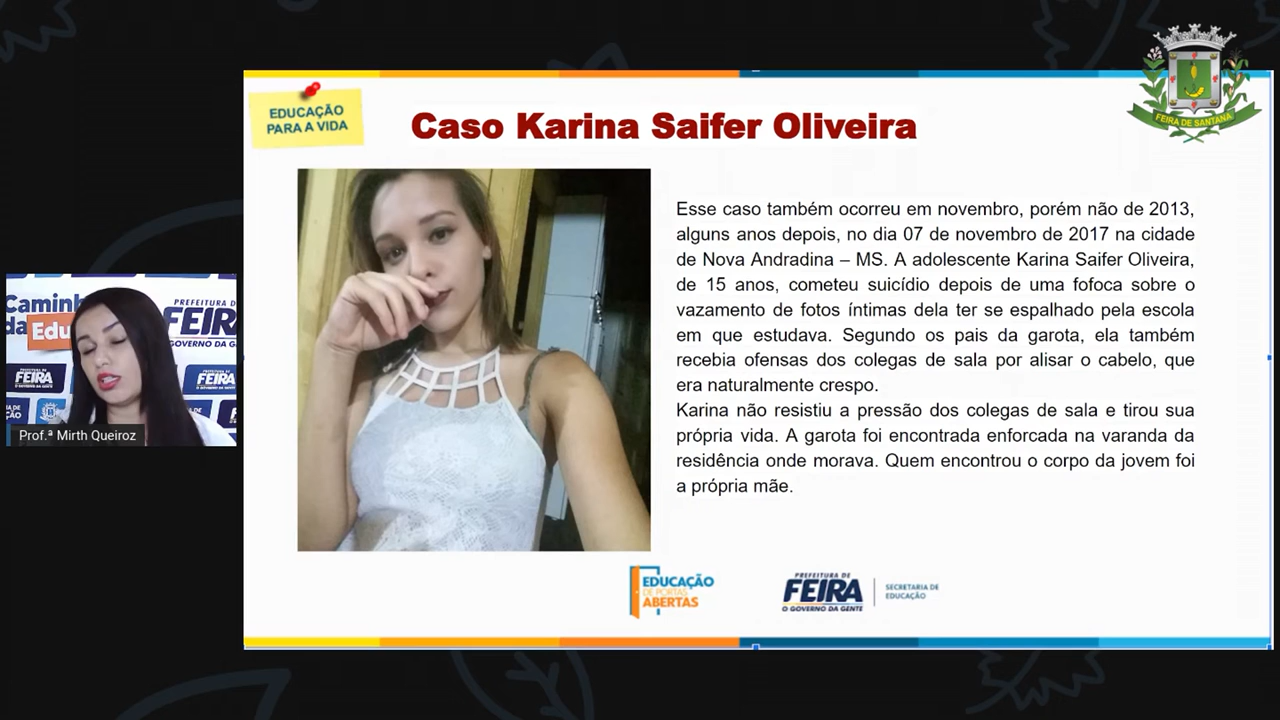 EDUCAÇÃO
PARA A VIDA
Caso Karina Saifer Oliveira
FEIRA DE SANTANA
Esse caso também ocorreu em novembro, porém não de 2013,
alguns anos depois, no dia 07 de novembro de 2017 na cidade
de Nova Andradina – MS. A adolescente Karina Saifer Oliveira,
de 15 anos, cometeu suicídio depois de uma fofoca sobre o
vazamento de fotos íntimas dela ter se espalhado pela escola
em que estudava. Segundo os pais da garota, ela também
recebia ofensas dos colegas de sala por alisar o cabelo, que
era naturalmente crespo.
Karina não resistiu a pressão dos colegas de sala e tirou sua
própria vida. A garota foi encontrada enforcada na varanda da
residência onde morava. Quem encontrou o corpo da jovem foi
a própria mãe.
Caminh
da
Edu
PREFEITURA D
FEIRA
O GOVERNO DA GEN
FEIRA
FEIRA
Prof.ª Mirth Queiroz
EDUCAÇÃO
DE PORTAS
ABERTAS
PREFEITURA DE
FEIRA
O GOVERNO DA GENTE
SECRETARIA DE
EDUCAÇÃO